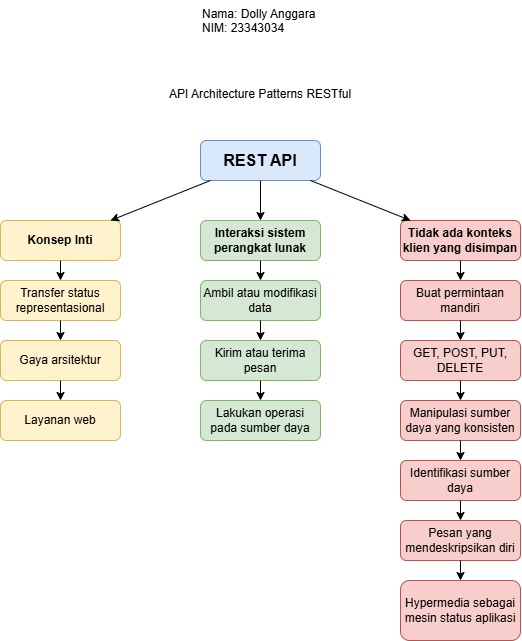 Nama: Dolly Anggara
NIM: 23343034
API Architecture Patterns RESTful
REST API
Konsep Inti
Transfer status
representasional
Gaya arsitektur
Layanan web
Interaksi sistem
perangkat lunak
Ambil atau modifikasi
data
Kirim atau terima
pesan
Lakukan operasi
pada sumber daya
Tidak ada konteks
klien yang disimpan
Buat permintaan
mandiri
GET, POST, PUT,
DELETE
Manipulasi sumber
daya yang konsisten
Identifikasi sumber
daya
Pesan yang
mendeskripsikan diri
Hypermedia sebagai
mesin status aplikasi